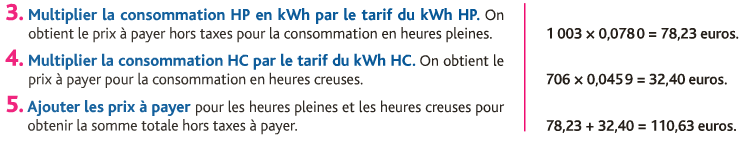 3. Multiplier la consommation HP en kWh par le tarif du kWh HP. On
obtient le prix à payer hors taxes pour la consommation en heures pleines.
1 003 × 0,0780 = 78,23 euros.
4. Multiplier la consommation HC par le tarif du kWh HC. On obtient le
prix à payer pour la consommation en heures creuses.
706 × 0,0459 = 32,40 euros.
5. Ajouter les prix à payer pour les heures pleines et les heures creuses pour
obtenir la somme totale hors taxes à payer.
78,23 + 32,40 = 110,63 euros.